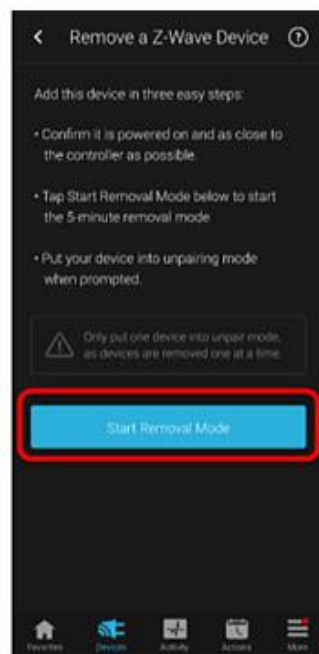 Remove a Z-Wave Device
Add this device in three easy steps:
• Confirm it is powered on and as close to
the controller as possible.
• Tap Start Removal Mode below to start
the 5-minute removal mode
• Put your device into unpairing mode
when prompted.
Only put one device into unpair mode,
as devices are removed one at a time.
Start Removal Mode
Favorites Devices Activity Actions More